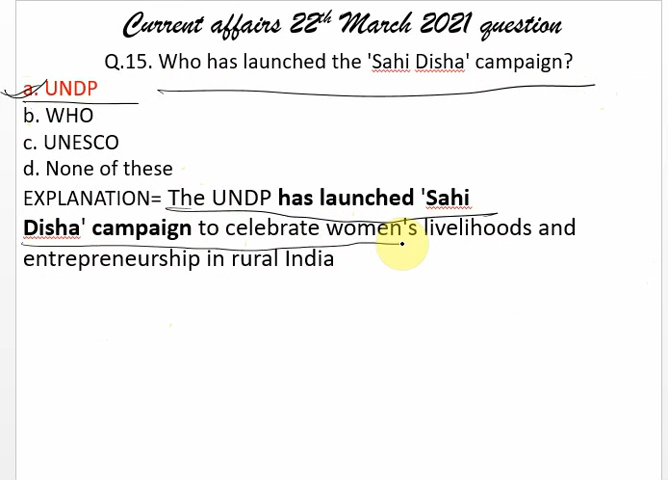 Current affairs 22th March 2021 question
Q.15. Who has launched the 'Sahi Disha' campaign?
a. UNDP
b. WHO
c. UNESCO
d. None of these
EXPLANATION= The UNDP has launched 'Sahi
Disha' campaign to celebrate women's livelihoods and
entrepreneurship in rural India